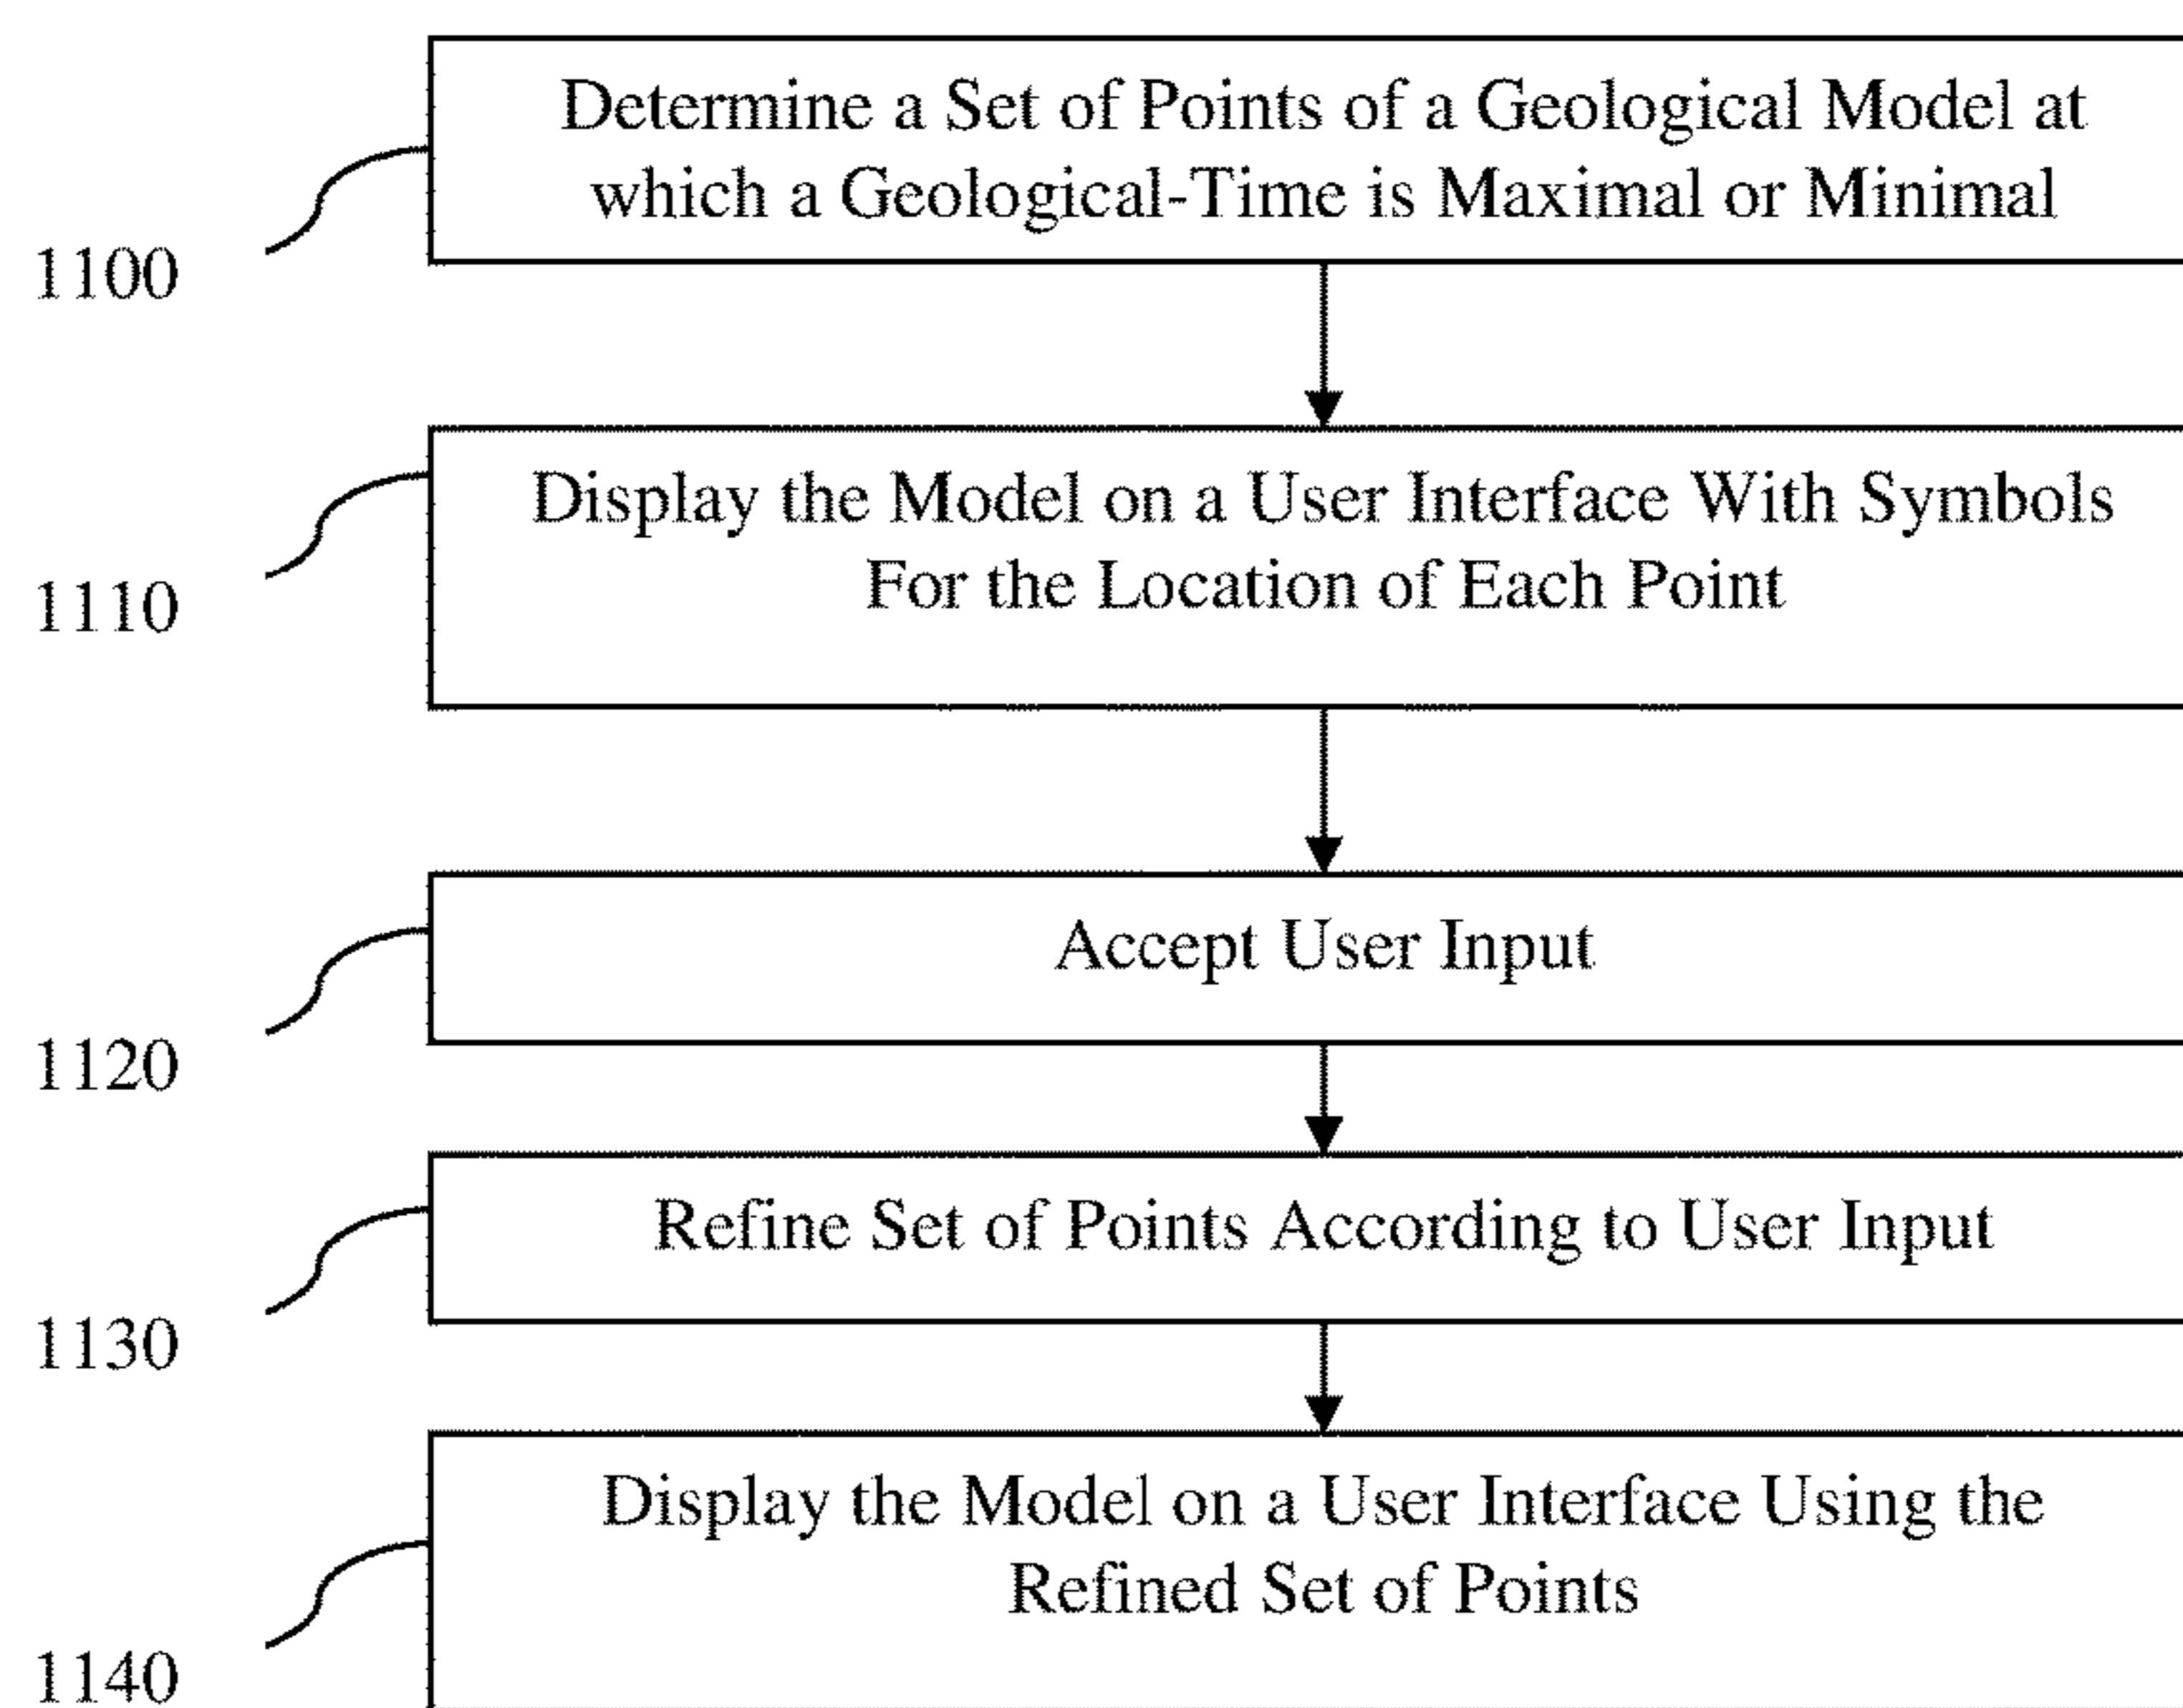 Determine a Set of Points of a Geological Model at
which a Geological-Time is Maximal or Minimal
1100
Display the Model on a User Interface With Symbols
For the Location of Each Point
1110
Accept User Input
1120
Refine Set of Points According to User Input
1130
Display the Model on a User Interface Using the
Refined Set of Points
1140